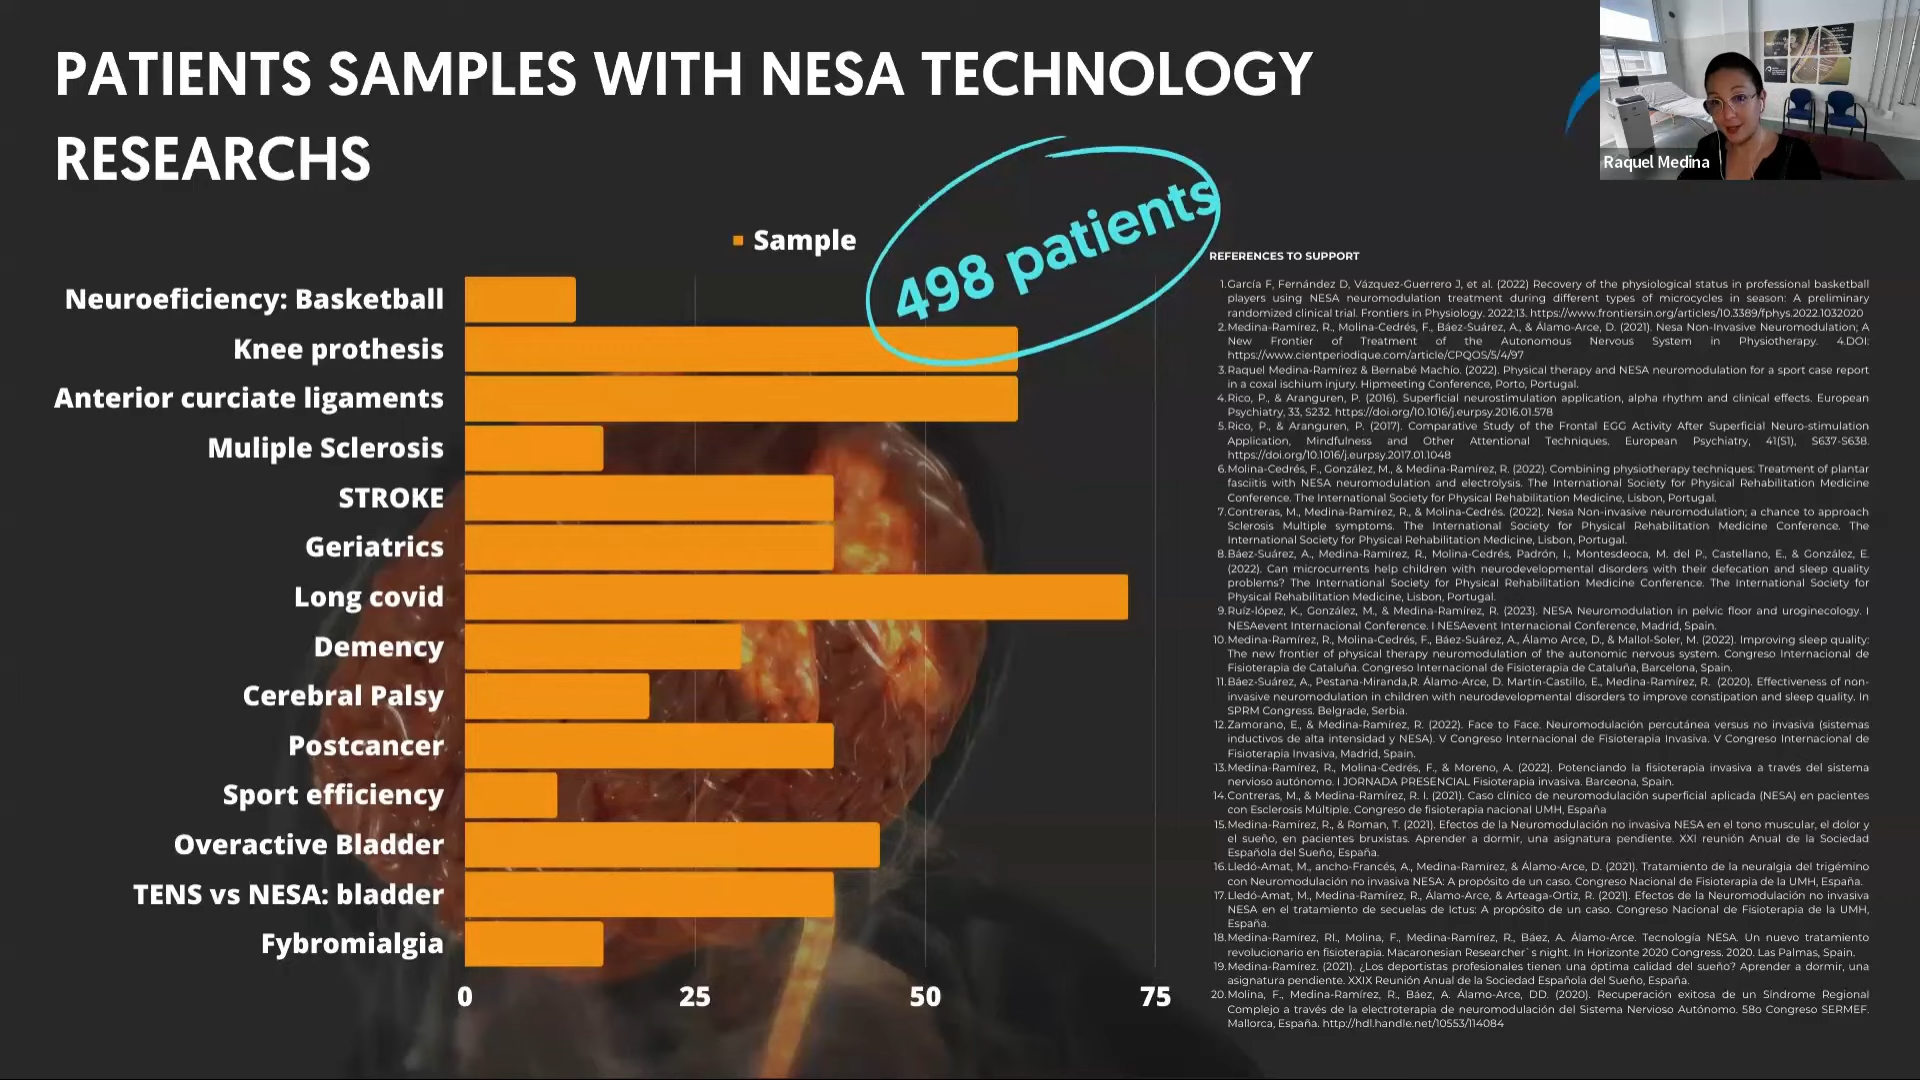 PATIENTS SAMPLES WITH NESA TECHNOLOGY
RESEARCHS
Raquel Medina
498 patients
Sample
Neuroeficiency: Basketball
Knee prothesis
Anterior curciate ligaments
Muliple Sclerosis
STROKE
Geriatrics
Long covid
Demency
Cerebral Palsy
Postcancer
Sport efficiency
Overactive Bladder
TENS vs NESA: bladder
Fybromialgia
0 25 50 75
REFERENCES TO SUPPORT
1. García F, Fernández D, Vázquez-Guerrero J, et al. (2022) Recovery of the physiological status in professional basketball
players using NESA neuromodulation treatment during different types of microcycles in season: A preliminary
randomized clinical trial. Frontiers in Physiology. 2022;13. https://www.frontiersin.org/articles/10.3389/fphys.2022.1032020
2. Medina-Ramírez, R., Molina-Cedrés, F., Báez-Suárez, A., & Álamo-Arce, D. (2021). Nesa Non-Invasive Neuromodulation; A
New Frontier of Treatment of the Autonomous Nervous System in Physiotherapy. 4.DOI:
https://www.cientperiodique.com/article/CPQOS/5/4/97
3. Raquel Medina-Ramírez & Bernabé Machío. (2022). Physical therapy and NESA neuromodulation for a sport case report
in a coxal ischium injury. Hipmeeting Conference, Porto, Portugal.
4. Rico, P., & Aranguren, P. (2016). Superficial neurostimulation application, alpha rhythm and clinical effects. European
Psychiatry, 33, S232. https://doi.org/10.1016/j.eurpsy.2016.01.578
5. Rico, P., & Aranguren, P. (2017). Comparative Study of the Frontal EGG Activity After Superficial Neuro-stimulation
Application, Mindfulness and Other Attentional Techniques. European Psychiatry, 41(S1), S637-S638.
https://doi.org/10.1016/j.eurpsy.2017.01.1048
6. Molina-Cedrés, F., González, M., & Medina-Ramírez, R. (2022). Combining physiotherapy techniques: Treatment of plantar
fasciitis with NESA neuromodulation and electrolysis. The International Society for Physical Rehabilitation Medicine
Conference. The International Society for Physical Rehabilitation Medicine, Lisbon, Portugal.
7. Contreras, M., Medina-Ramírez, R., & Molina-Cedrés. (2022). Nesa Non-invasive neuromodulation; a chance to approach
Sclerosis Multiple symptoms. The International Society for Physical Rehabilitation Medicine Conference. The
International Society for Physical Rehabilitation Medicine, Lisbon, Portugal.
8. Báez-Suárez, A., Medina-Ramírez, R., Molina-Cedrés, Padrón, I., Montesdeoca, M. del P., Castellano, E., & González, E.
(2022). Can microcurrents help children with neurodevelopmental disorders with their defecation and sleep quality
problems? The International Society for Physical Rehabilitation Medicine Conference. The International Society for
Physical Rehabilitation Medicine, Lisbon, Portugal.
9. Ruíz-lópez, K., González, M., & Medina-Ramírez, R. (2023). NESA Neuromodulation in pelvic floor and uroginecology. I
NESAevent Internacional Conference. I NESAevent Internacional Conference, Madrid, Spain.
10. Medina-Ramírez, R., Molina-Cedrés, F., Báez-Suárez, A., Álamo Arce, D., & Mallol-Soler, M. (2022). Improving sleep quality:
The new frontier of physical therapy neuromodulation of the autonomic nervous system. Congreso Internacional de
Fisioterapia de Cataluña. Congreso Internacional de Fisioterapia de Cataluña, Barcelona, Spain.
11. Báez-Suárez, A., Pestana-Miranda,R. Álamo-Arce, D. Martín-Castillo, E., Medina-Ramírez, R. (2020). Effectiveness of non-
invasive neuromodulation in children with neurodevelopmental disorders to improve constipation and sleep quality. In
SPRM Congress. Belgrade, Serbia.
12. Zamorano, E., & Medina-Ramírez, R. (2022). Face to Face. Neuromodulación percutánea versus no invasiva (sistemas
inductivos de alta intensidad y NESA). V Congreso Internacional de Fisioterapia Invasiva. V Congreso Internacional de
Fisioterapia Invasiva, Madrid, Spain.
13. Medina-Ramírez, R., Molina-Cedrés, F., & Moreno, A. (2022). Potenciando la fisioterapia invasiva a través del sistema
nervioso autónomo. I JORNADA PRESENCIAL Fisioterapia invasiva. Barceona, Spain.
14. Contreras, M., & Medina-Ramírez, R. I. (2021). Caso clínico de neuromodulación superficial aplicada (NESA) en pacientes
con Esclerosis Múltiple. Congreso de fisioterapia nacional UMH, España
15. Medina-Ramírez, R., & Roman, T. (2021). Efectos de la Neuromodulación no invasiva NESA en el tono muscular, el dolor y
el sueño, en pacientes bruxistas. Aprender a dormir, una asignatura pendiente. XXI reunión Anual de la Sociedad
Española del Sueño, España.
16. Lledó-Amat, M., ancho-Francés, A., Medina-Ramírez, & Álamo-Arce, D. (2021). Tratamiento de la neuralgia del trigémino
con Neuromodulación no invasiva NESA: A propósito de un caso. Congreso Nacional de Fisioterapia de la UMH, España.
17. Lledó-Amat, M., Medina-Ramírez, R., Álamo-Arce, & Arteaga-Ortiz, R. (2021). Efectos de la Neuromodulación no invasiva
NESA en el tratamiento de secuelas de Ictus: A propósito de un caso. Congreso Nacional de Fisioterapia de la UMH,
España.
18. Medina-Ramírez, RI., Molina, F., Medina-Ramírez, R., Báez, A. Álamo-Arce. Tecnología NESA. Un nuevo tratamiento
revolucionario en fisioterapia. Macaronesian Researcher`s night. In Horizonte 2020 Congress. 2020. Las Palmas, Spain.
19. Medina-Ramírez. (2021). ¿Los deportistas profesionales tienen una óptima calidad del sueño? Aprender a dormir, una
asignatura pendiente. XXIX Reunión Anual de la Sociedad Española del Sueño, España.
20. Molina, F., Medina-Ramírez, R., Báez, A. Álamo-Arce, DD. (2020). Recuperación exitosa de un Síndrome Regional
Complejo a través de la electroterapia de neuromodulación del Sistema Nervioso Autónomo. 58o Congreso SERMEF.
Mallorca, España. http://hdl.handle.net/10553/114084